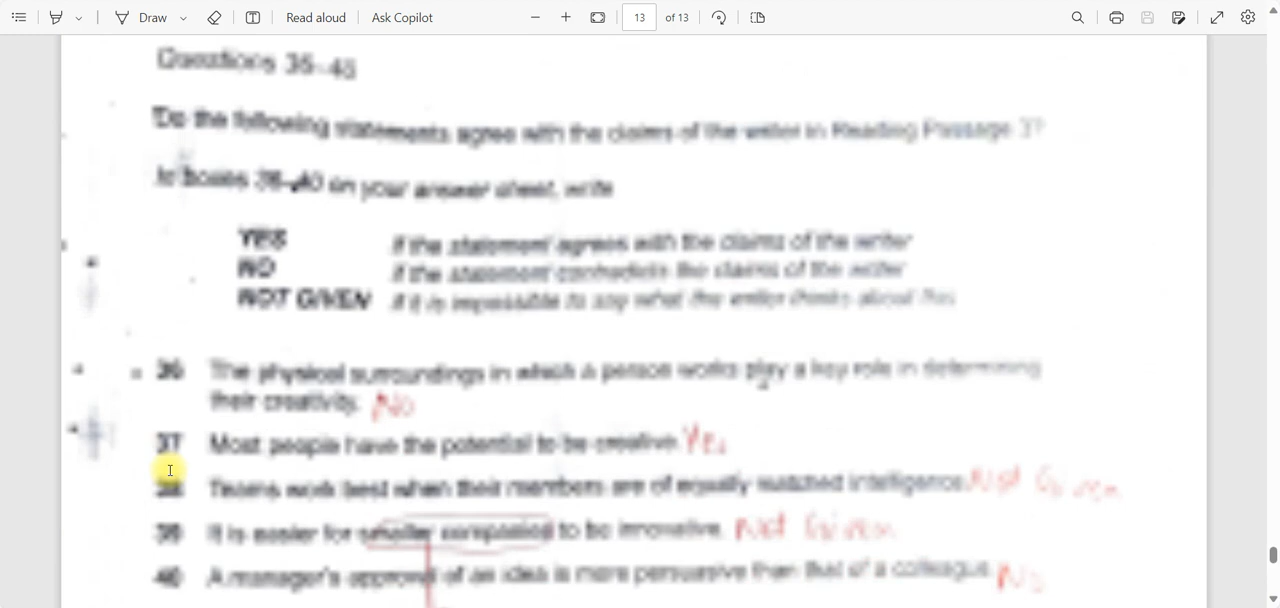 Draw
Read aloud
Ask Copilot
13
of 13
Questions 36-40
Do the following statements agree with the claims of the writer in Reading Passage 3?
In boxes 36-40 on your answer sheet, write
YES if the statement agrees with the claims of the writer
NO if the statement contradicts the claims of the writer
NOT GIVEN if it is impossible to say what the writer thinks about this
36 The physical surroundings in which a person works play a key role in determining
their creativity. No
37 Most people have the potential to be creative. Yes
38 Teams work best when their members are of equally matched intelligence. Not Given
39 It is easier for smaller companies to be innovative. Not Given
40 A manager's approval of an idea is more persuasive than that of a colleague. No